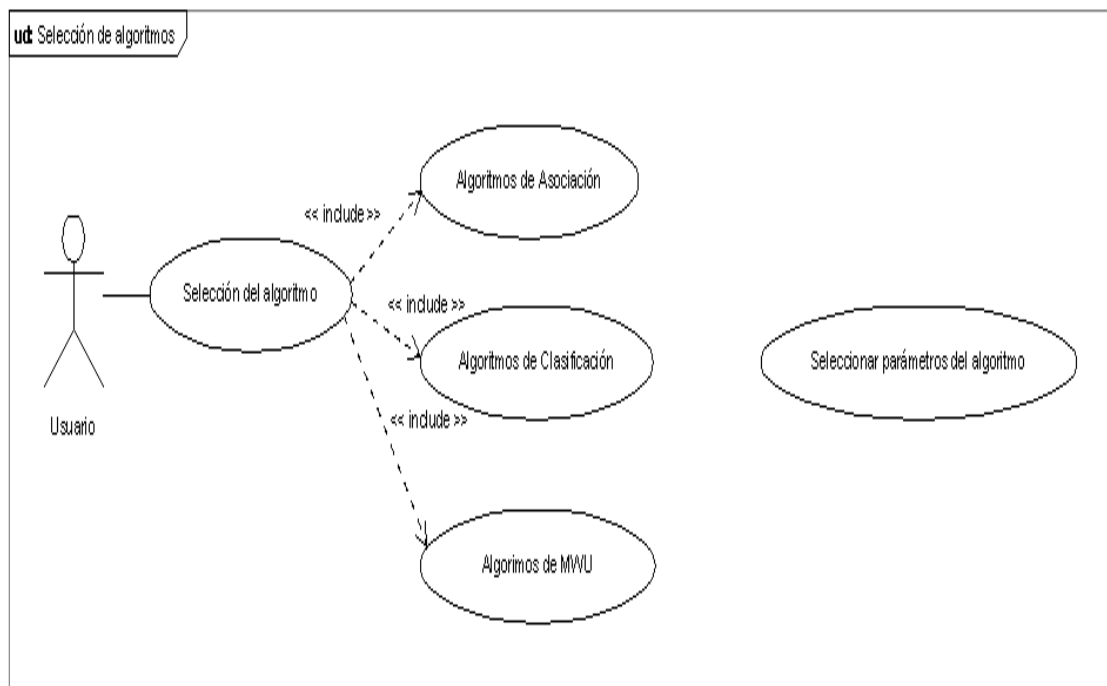 ud: Selección de algoritmos
Algoritmos de Asociación
<< include >>
Selección del algoritmo
<< include >>
Algoritmos de Clasificación
Seleccionar parámetros del algoritmo
<< include >>
Usuario
Algorimos de MWU